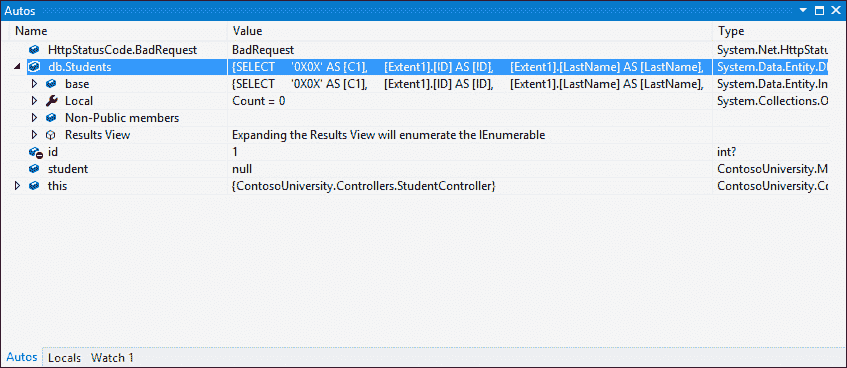 Autos
Name Value Type
HttpStatusCode.BadRequest BadRequest System.Net.HttpStatu
db.Students {SELECT '0X0X' AS [C1], [Extent1].[ID] AS [ID], [Extent1].[LastName] AS [LastName], System.Data.Entity.D
base {SELECT '0X0X' AS [C1], [Extent1].[ID] AS [ID], [Extent1].[LastName] AS [LastName], System.Data.Entity.In
Local Count = 0 System.Collections.O
Non-Public members
Results View Expanding the Results View will enumerate the IEnumerable
id 1 int?
student null ContosoUniversity.M
this {ContosoUniversity.Controllers.StudentController} ContosoUniversity.Co
Autos Locals Watch 1